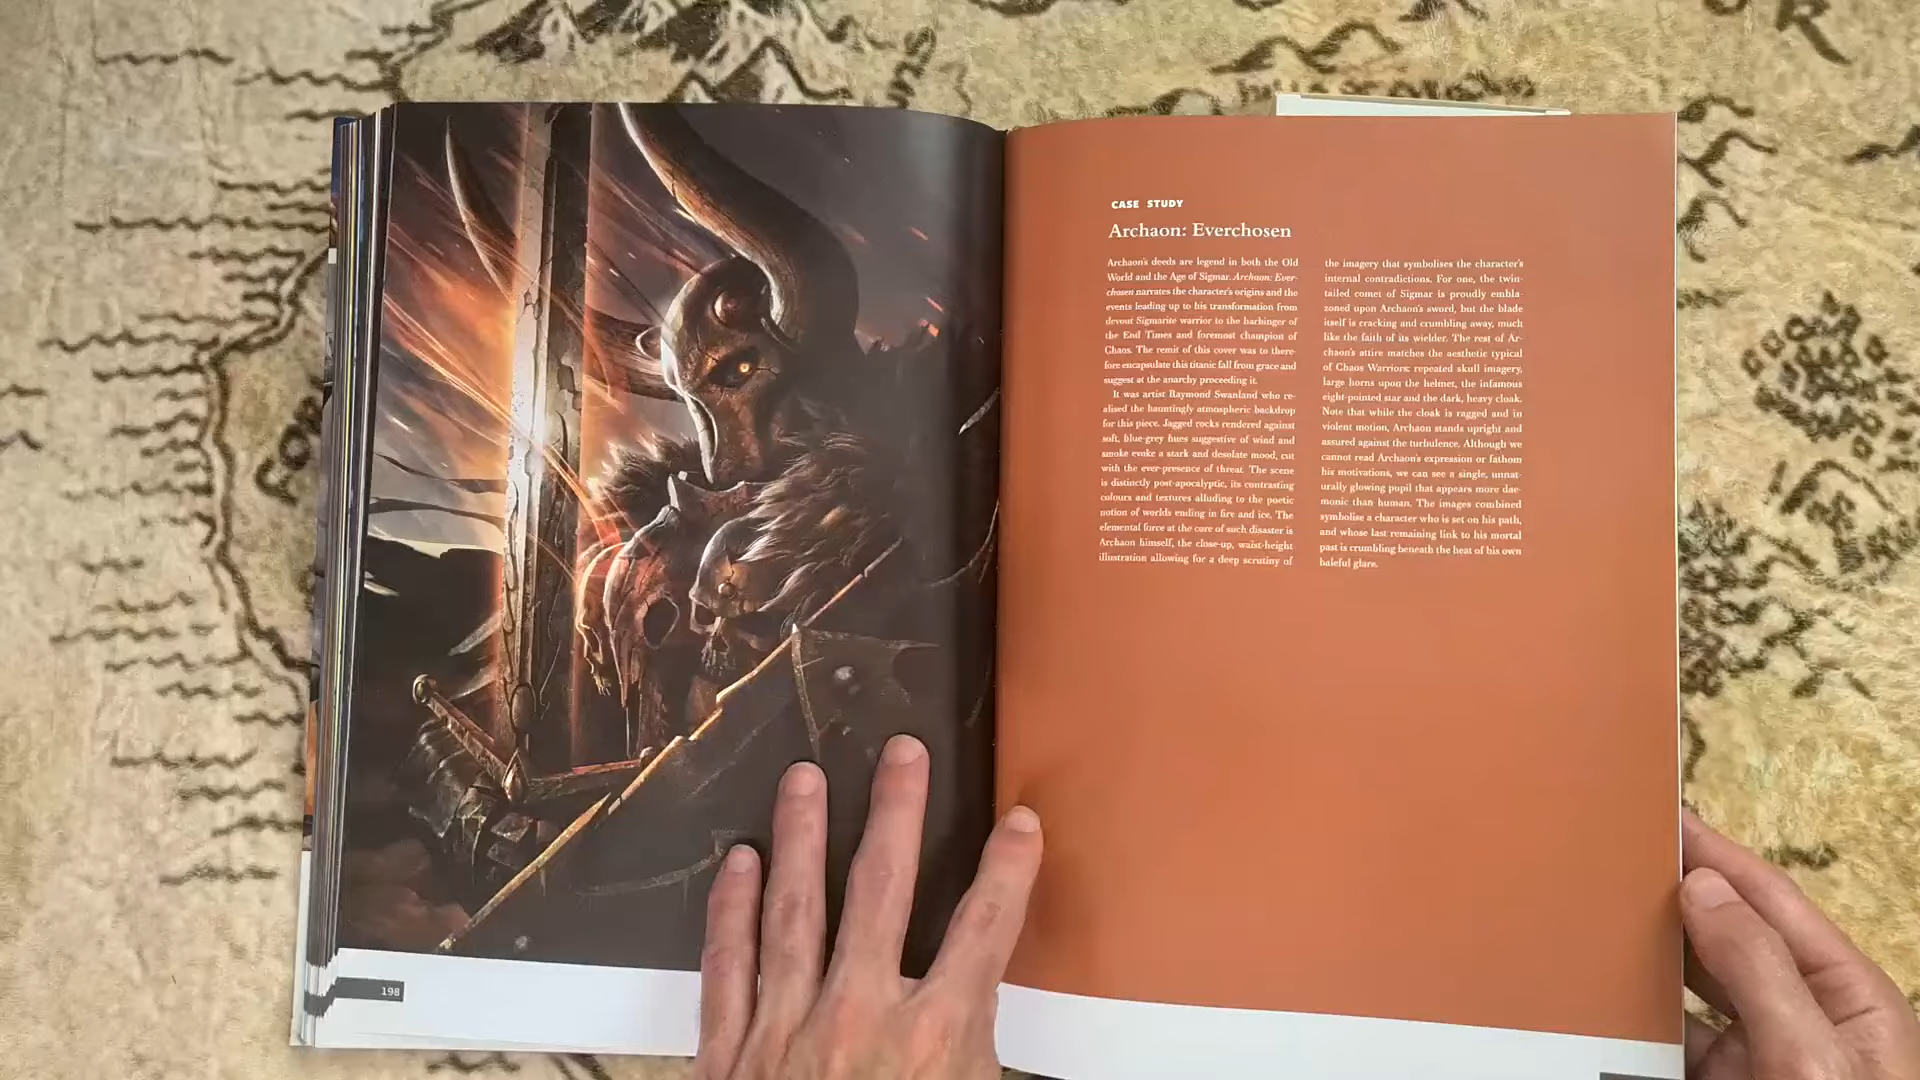 CASE STUDY
Archaon: Everchosen
Archaon's deeds are legend in both the Old
World and the Age of Sigmar. Archaon: Ever-
chosen narrates the character's origins and the
events leading up to his transformation from
devout Sigmarite warrior to the harbinger of
the End Times and foremost champion of
Chaos. The remit of this cover was to there-
fore encapsulate this titanic fall from grace and
suggest at the anarchy proceeding it.
It was artist Raymond Swanland who re-
alised the hauntingly atmospheric backdrop
for this piece. Jagged rocks rendered against
soft, blue-grey hues suggestive of wind and
smoke evoke a stark and desolate mood, cut
with the ever-presence of threat. The scene
is distinctly post-apocalyptic, its contrasting
colours and textures alluding to the poetic
notion of worlds ending in fire and ice. The
elemental force at the core of such disaster is
Archaon himself, the close-up, waist-height
illustration allowing for a deep scrutiny of
the imagery that symbolises the character's
internal contradictions. For one, the twin-
tailed comet of Sigmar is proudly embla-
zoned upon Archaon's sword, but the blade
itself is cracking and crumbling away, much
like the faith of its wielder. The rest of Ar-
chaon's attire matches the aesthetic typical
of Chaos Warriors: repeated skull imagery,
large horns upon the helmet, the infamous
eight-pointed star and the dark, heavy cloak.
Note that while the cloak is ragged and in
violent motion, Archaon stands upright and
assured against the turbulence. Although we
cannot read Archaon's expression or fathom
his motivations, we can see a single, unnat-
urally glowing pupil that appears more dae-
monic than human. The images combined
symbolise a character who is set on his path,
and whose last remaining link to his mortal
past is crumbling beneath the heat of his own
baleful glare.
198